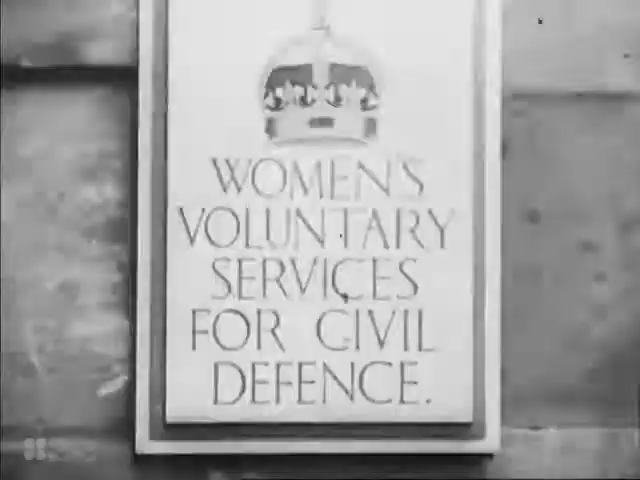 WOMEN'S
VOLUNTARY
SERVICES
FOR CIVIL
DEFENCE.